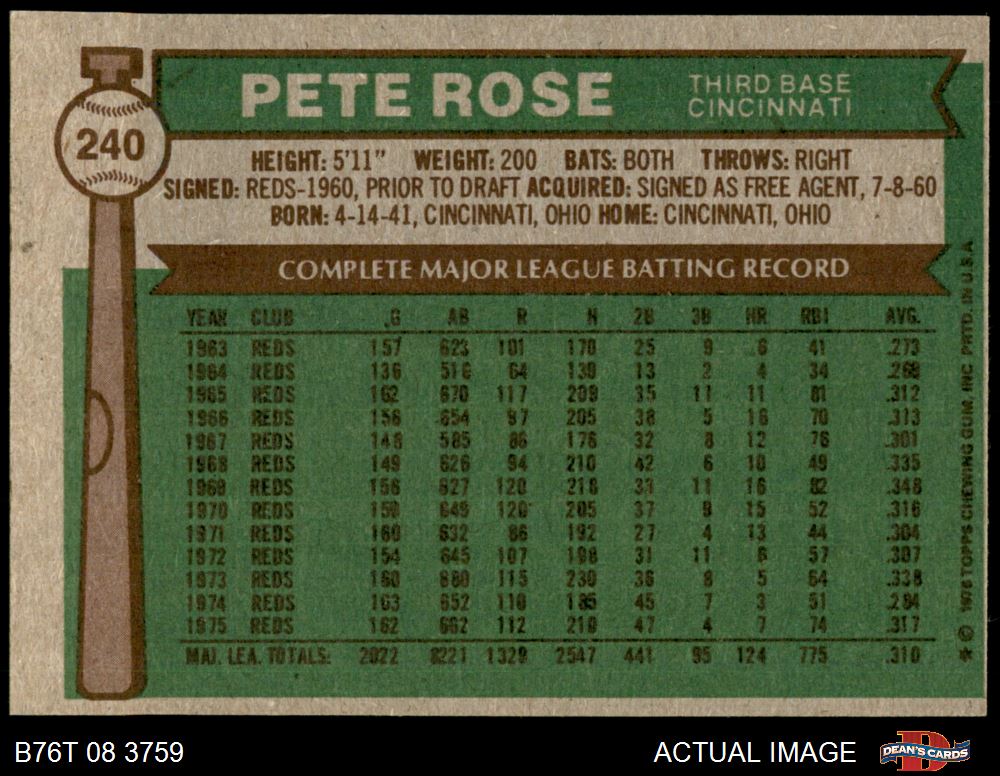 PETE ROSE
THIRD BASE
CINCINNATI
240
HEIGHT: 5'11" WEIGHT: 200 BATS: BOTH THROWS: RIGHT
SIGNED: REDS-1960, PRIOR TO DRAFT ACQUIRED: SIGNED AS FREE AGENT, 7-8-60
BORN: 4-14-41, CINCINNATI, OHIO HOME: CINCINNATI, OHIO
COMPLETE MAJOR LEAGUE BATTING RECORD
YEAR CLUB G AB R H 2B 3B HR RBI AVG.
1963 REDS 157 623 101 170 25 9 6 41 .273
1964 REDS 136 516 64 139 13 2 4 34 .269
1965 REDS 162 670 117 209 35 11 11 81 .312
1966 REDS 156 654 97 205 38 5 16 70 .313
1967 REDS 148 585 86 176 32 8 12 76 .301
1968 REDS 149 626 94 210 42 6 10 49 .335
1969 REDS 156 627 120 218 33 11 16 82 .348
1970 REDS 159 649 120 205 37 9 15 52 .316
1971 REDS 160 632 86 192 27 4 13 44 .304
1972 REDS 154 645 107 198 31 11 6 57 .307
1973 REDS 160 680 115 230 36 8 5 64 .338
1974 REDS 163 652 110 185 45 7 3 51 .284
1975 REDS 162 662 112 210 47 4 7 74 .317
MAJ. LEA. TOTALS: 2022 8221 1329 2547 441 95 124 775 .310
* © 1976 TOPPS CHEWING GUM, INC PRTD. IN U.S.A
B76T 08 3759
ACTUAL IMAGE
DEAN'S CARDS